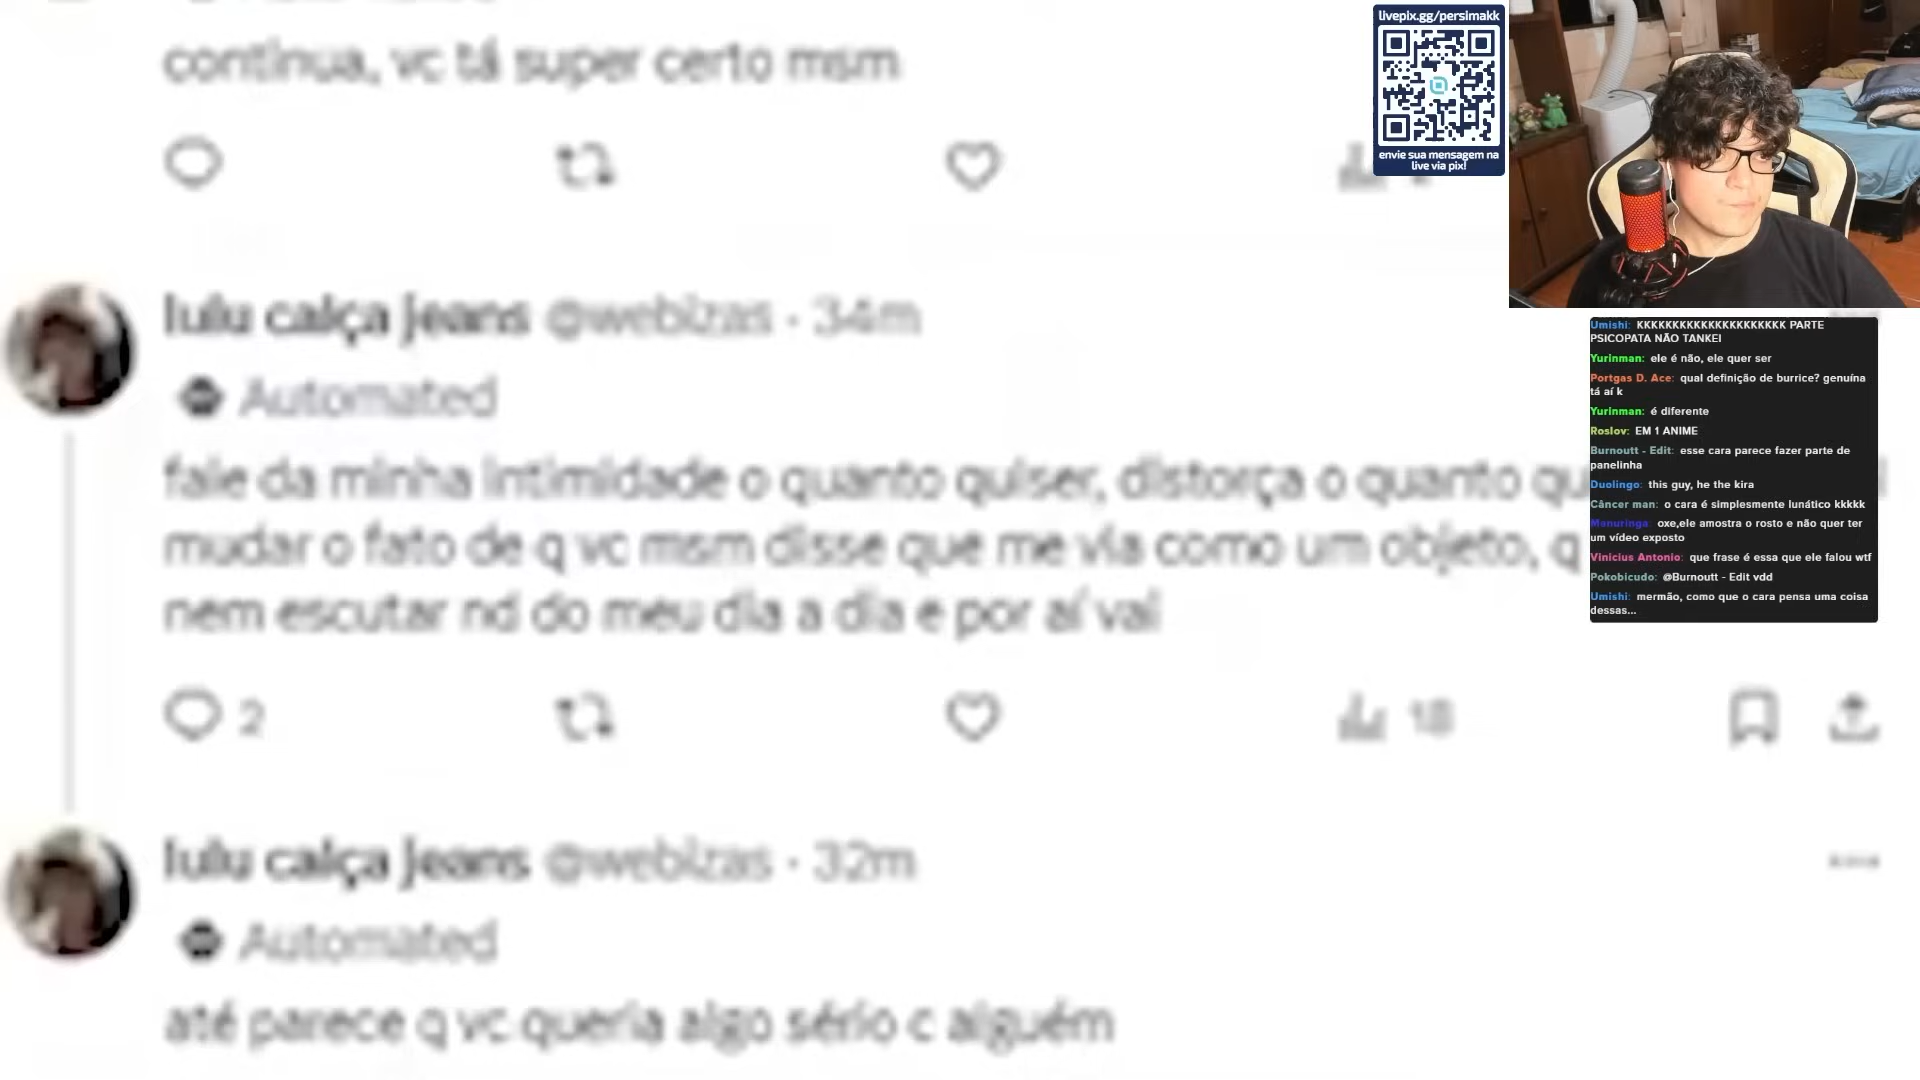 continua, vc tá super certo msm
livepix.gg/persimakk
envie sua mensagem na
live via pix!
lulu calça jeans @webizas · 34m
Automated
fale da minha intimidade o quanto quiser, distorça o quanto
mudar o fato de q vc msm disse que me via como um objeto, q
nem escutar nd do meu dia a dia e por aí vai
2
18
lulu calça jeans @webizas · 32m
Automated
até parece q vc queria algo sério c alguém
Umishi: KKKKKKKKKKKKKKKKKKKKK PARTE
PSICOPATA NÃO TANKEI
Yurinman: ele é não, ele quer ser
Portgas D. Ace: qual definição de burrice? genuína
tá aí k
Yurinman: é diferente
Roslov: EM 1 ANIME
Burnoutt - Edit: esse cara parece fazer parte de
panelinha
Duolingo: this guy, he the kira
Câncer man: o cara é simplesmente lunático kkkkk
Manuringa: oxe,ele amostra o rosto e não quer ter
um vídeo exposto
Vinicius Antonio: que frase é essa que ele falou wtf
Pokobicudo: @Burnoutt - Edit vdd
Umishi: mermão, como que o cara pensa uma coisa
dessas...